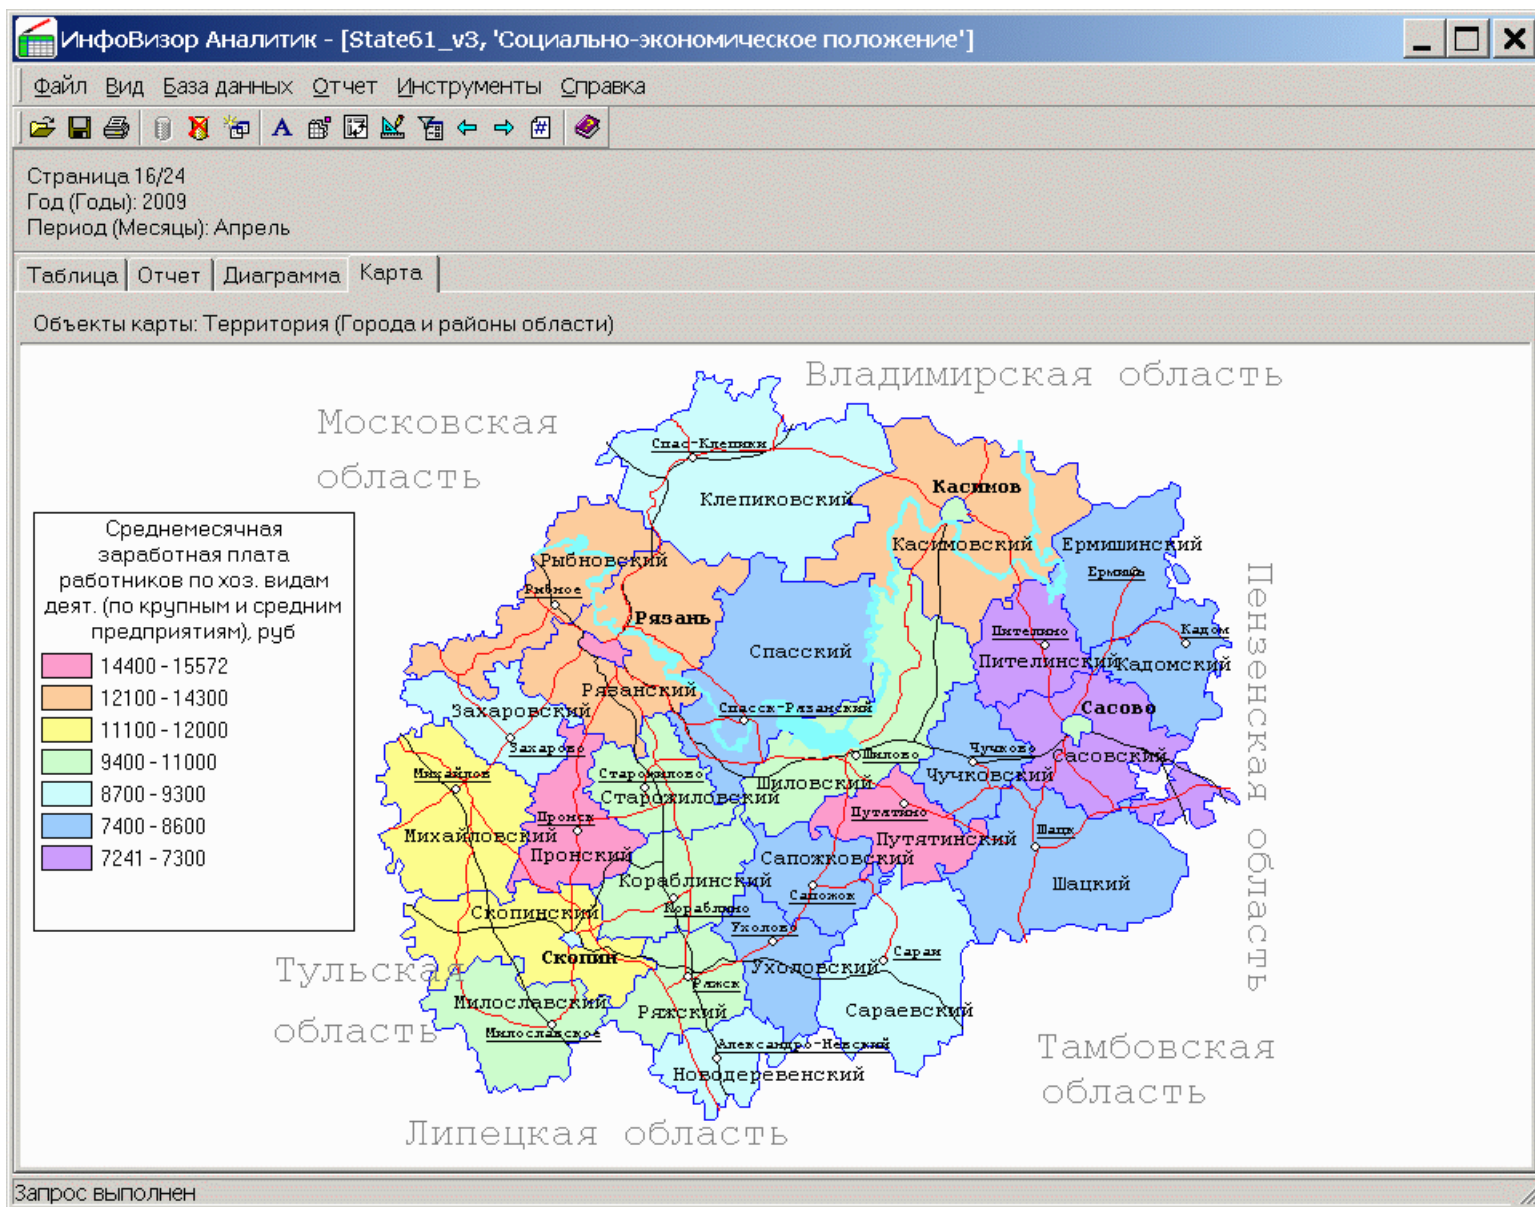 ИнфоВизор Аналитик - [State61_v3, 'Социально-экономическое положение']
Файл Вид База данных Отчет Инструменты Справка
Страница 16/24
Год (Годы): 2009
Период (Месяцы): Апрель
Таблица Отчет Диаграмма Карта
Объекты карты: Территория (Города и районы области)
Владимирская область
Московская
область
Спас-Клепики
Клепиковский
Касимов
Касимовский
Ермишинский
Ермишь
Рыбновский
Рыбное
Рязань
Спасский
Пителино
Пителинский
Кадом
Кадомский
Пензенская область
Среднемесячная
заработная плата
работников по хоз. видам
деят. (по крупным и средним
предприятиям), руб
14400 - 15572
12100 - 14300
11100 - 12000
9400 - 11000
8700 - 9300
7400 - 8600
7241 - 7300
Рязанский
Захаровский
Захарово
Спасск-Рязанский
Сасово
Сасовский
Михайлов
Михайловский
Старожилово
Старожиловский
Шилово
Шиловский
Чучково
Чучковский
Пронск
Пронский
Путятино
Путятинский
Шацк
Шацкий
Сапожковский
Сапожок
Кораблинский
Кораблино
Скопинский
Скопин
Ухолово
Ухоловский
Сараи
Сараевский
Ряжск
Ряжский
Тульская
область
Милославский
Милославское
Александро-Невский
Новодеревенский
Тамбовская
область
Липецкая область
Запрос выполнен